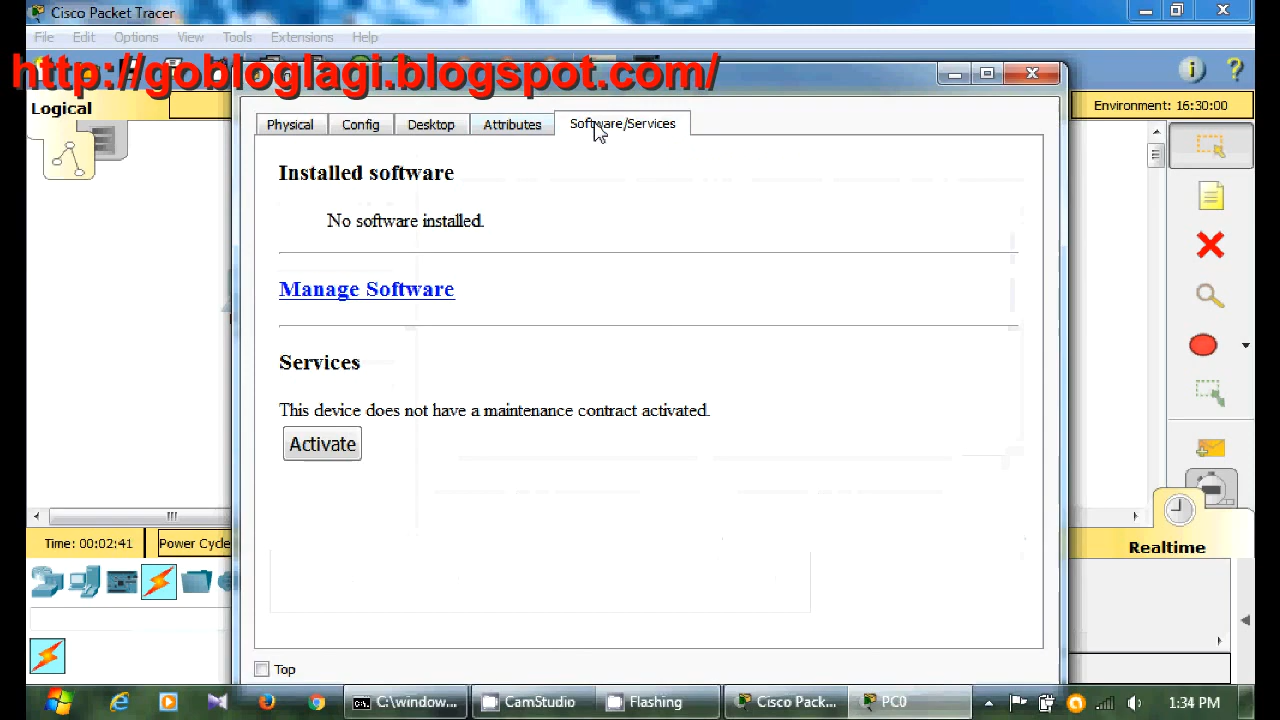 Cisco Packet Tracer
File Edit Options View Tools Extensions Help
http://gobloglagi.blogspot.com/
Logical
Environment: 16:30:00
Physical Config Desktop Attributes Software/Services
Installed software
No software installed.
Manage Software
Services
This device does not have a maintenance contract activated.
Activate
Time: 00:02:41 Power Cycle
Realtime
Top
C:\window... CamStudio Flashing Cisco Pack... PC0 1:34 PM